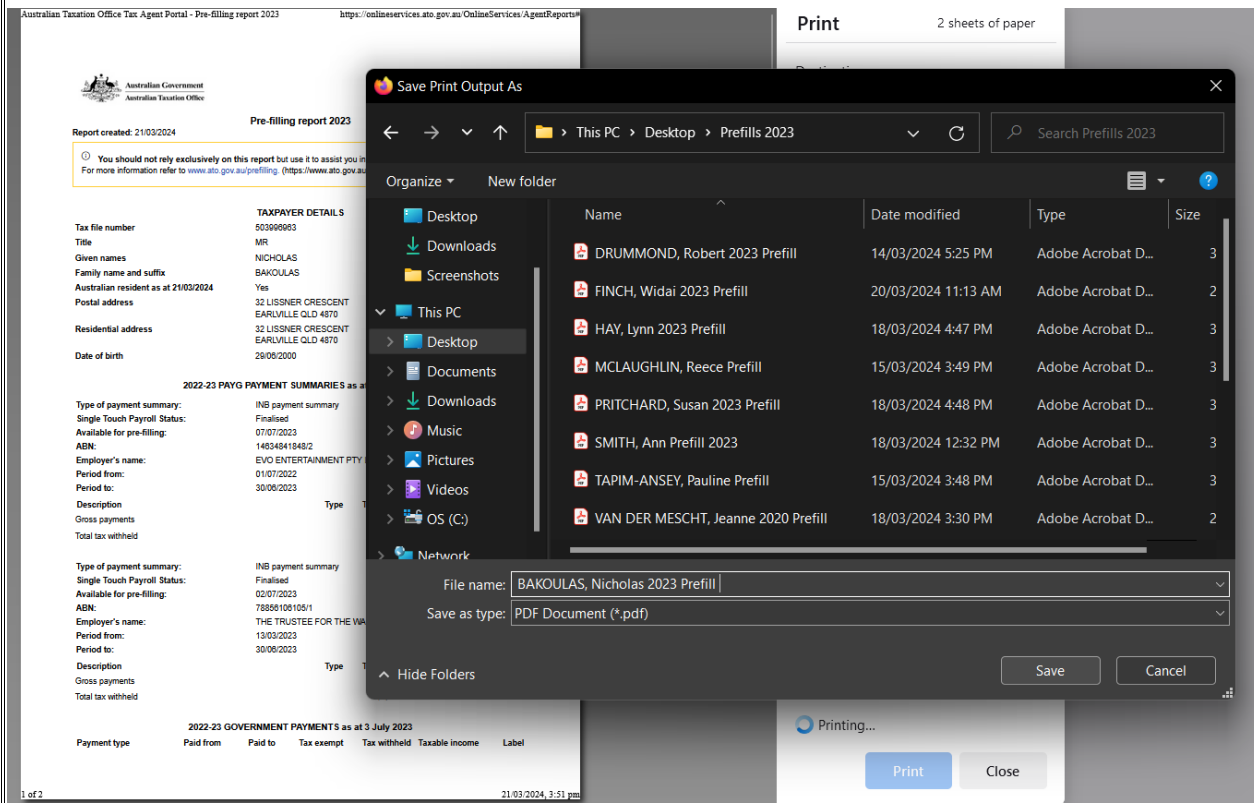 Australian Taxation Office Tax Agent Portal - Pre-filling report 2023 https://onlineservices.ato.gov.au/OnlineServices/AgentReports#
Print 2 sheets of paper
Australian Government
Australian Taxation Office
Pre-filling report 2023
Report created: 21/03/2024
You should not rely exclusively on this report but use it to assist you in
For more information refer to www.ato.gov.au/prefilling. (https://www.ato.gov.au
TAXPAYER DETAILS
Tax file number 503996963
Title MR
Given names NICHOLAS
Family name and suffix BAKOULAS
Australian resident as at 21/03/2024 Yes
Postal address 32 LISSNER CRESCENT
EARLVILLE QLD 4870
Residential address 32 LISSNER CRESCENT
EARLVILLE QLD 4870
Date of birth 29/06/2000
2022-23 PAYG PAYMENT SUMMARIES as at
Type of payment summary: INB payment summary
Single Touch Payroll Status: Finalised
Available for pre-filling: 07/07/2023
ABN: 14634841848/2
Employer's name: EVO ENTERTAINMENT PTY
Period from: 01/07/2022
Period to: 30/06/2023
Description Type
Gross payments
Total tax withheld
Type of payment summary: INB payment summary
Single Touch Payroll Status: Finalised
Available for pre-filling: 02/07/2023
ABN: 78856106105/1
Employer's name: THE TRUSTEE FOR THE
Period from: 13/03/2023
Period to: 30/06/2023
Description Type
Gross payments
Total tax withheld
2022-23 GOVERNMENT PAYMENTS as at 3 July 2023
Payment type Paid from Paid to Tax exempt Tax withheld Taxable income Label
1 of 2 21/03/2024, 3:51 pm
Save Print Output As
This PC > Desktop > Prefills 2023
Search Prefills 2023
Organize New folder
Desktop
Downloads
Screenshots
This PC
Desktop
Documents
Downloads
Music
Pictures
Videos
OS (C:)
Network
Name Date modified Type Size
DRUMMOND, Robert 2023 Prefill 14/03/2024 5:25 PM Adobe Acrobat D... 3
FINCH, Widai 2023 Prefill 20/03/2024 11:13 AM Adobe Acrobat D... 2
HAY, Lynn 2023 Prefill 18/03/2024 4:47 PM Adobe Acrobat D... 3
MCLAUGHLIN, Reece Prefill 15/03/2024 3:49 PM Adobe Acrobat D... 3
PRITCHARD, Susan 2023 Prefill 18/03/2024 4:48 PM Adobe Acrobat D... 3
SMITH, Ann Prefill 2023 18/03/2024 12:32 PM Adobe Acrobat D... 3
TAPIM-ANSEY, Pauline Prefill 15/03/2024 3:48 PM Adobe Acrobat D... 3
VAN DER MESCHT, Jeanne 2020 Prefill 18/03/2024 3:30 PM Adobe Acrobat D... 2
File name: BAKOULAS, Nicholas 2023 Prefill
Save as type: PDF Document (*.pdf)
Hide Folders
Save Cancel
Printing...
Print Close